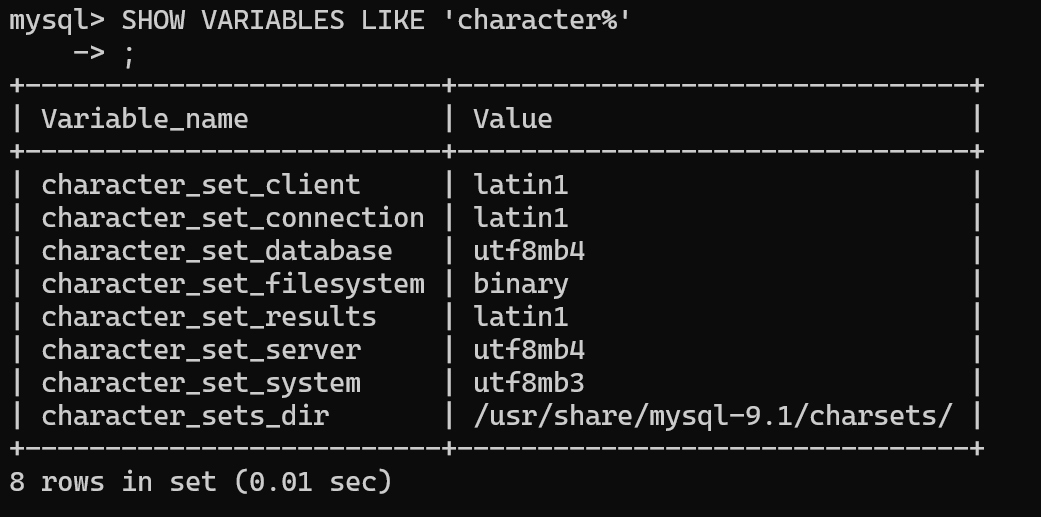 mysql> SHOW VARIABLES LIKE 'character%'
    -> ;
+--------------------------+--------------------------------+
| Variable_name            | Value                          |
+--------------------------+--------------------------------+
| character_set_client     | latin1                         |
| character_set_connection | latin1                         |
| character_set_database   | utf8mb4                        |
| character_set_filesystem | binary                         |
| character_set_results    | latin1                         |
| character_set_server     | utf8mb4                        |
| character_set_system     | utf8mb3                        |
| character_sets_dir       | /usr/share/mysql-9.1/charsets/ |
+--------------------------+--------------------------------+
8 rows in set (0.01 sec)